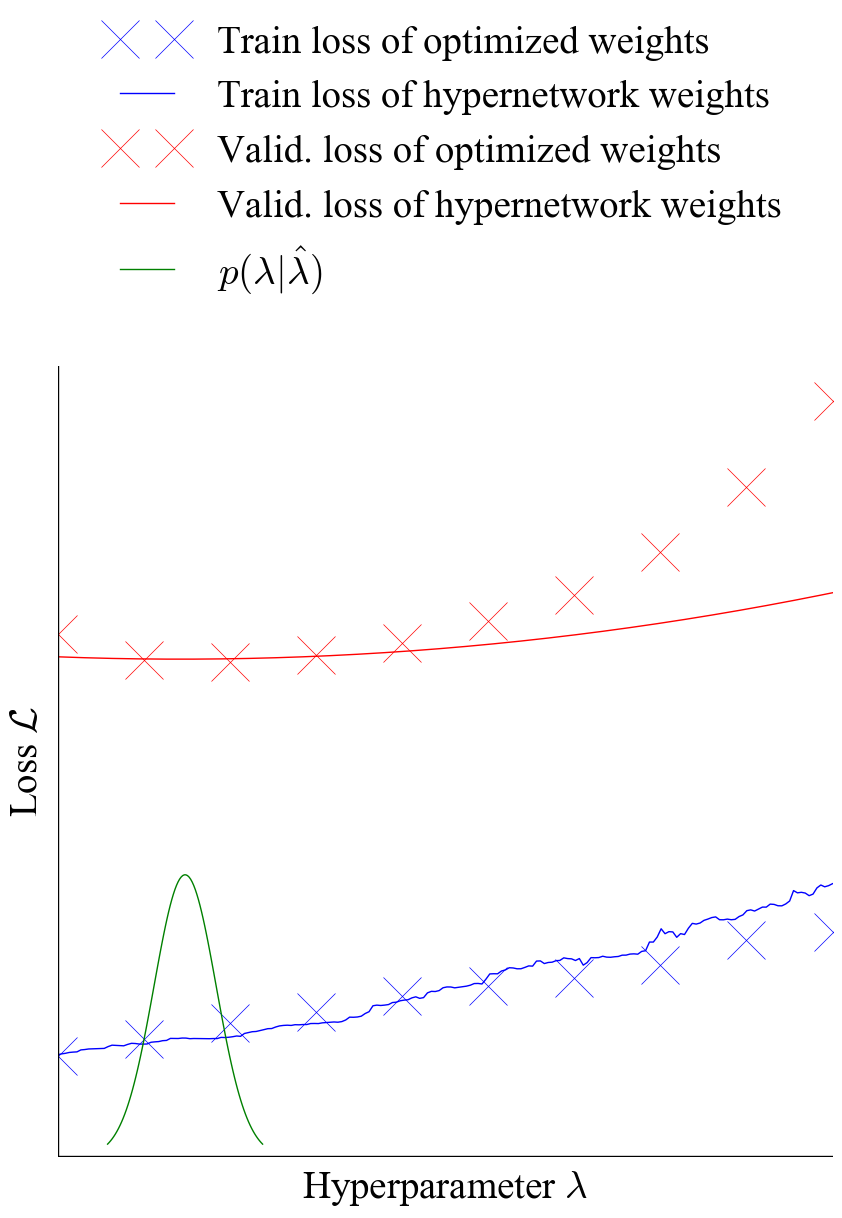 Train loss of optimized weights
Train loss of hypernetwork weights
Valid. loss of optimized weights
Valid. loss of hypernetwork weights
p(λ|λ̂)
Loss ℒ
Hyperparameter λ